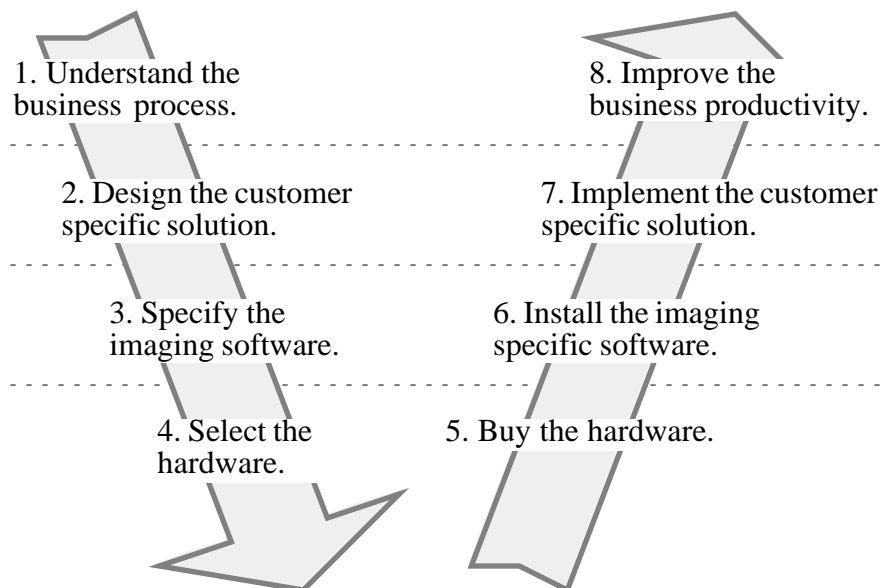 1. Understand the
business process.
8. Improve the
business productivity.
2. Design the customer
specific solution.
7. Implement the customer
specific solution.
3. Specify the
imaging software.
6. Install the imaging
specific software.
4. Select the
hardware.
5. Buy the hardware.